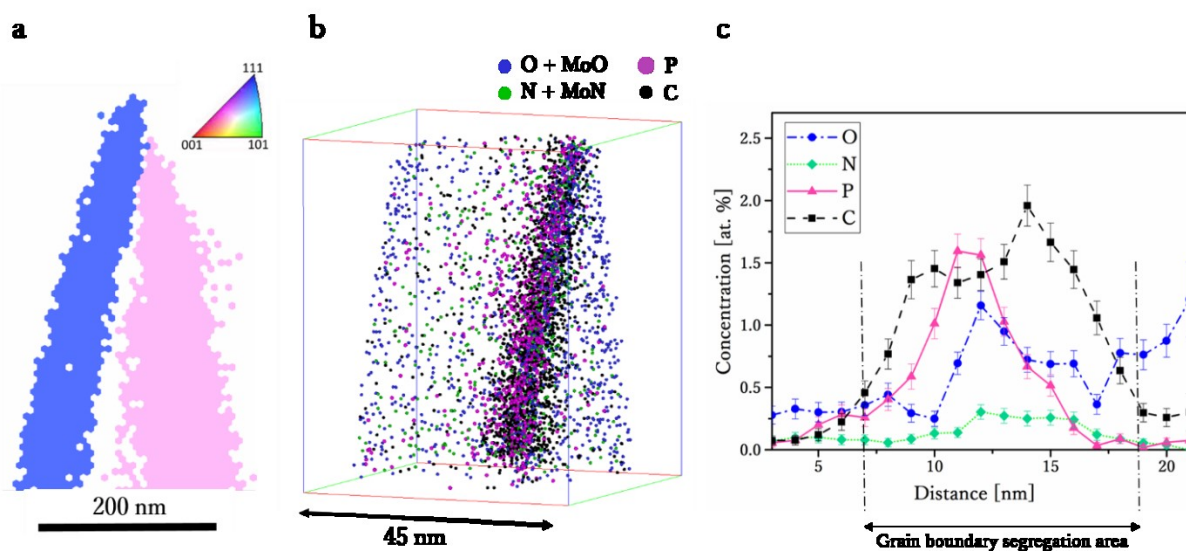 a
111
001
101
200 nm
b
O + MoO
P
N + MoN
C
45 nm
c
O
N
P
C
2.5
2.0
1.5
1.0
0.5
0.0
Concentration [at. %]
5
10
15
20
Distance [nm]
Grain boundary segregation area